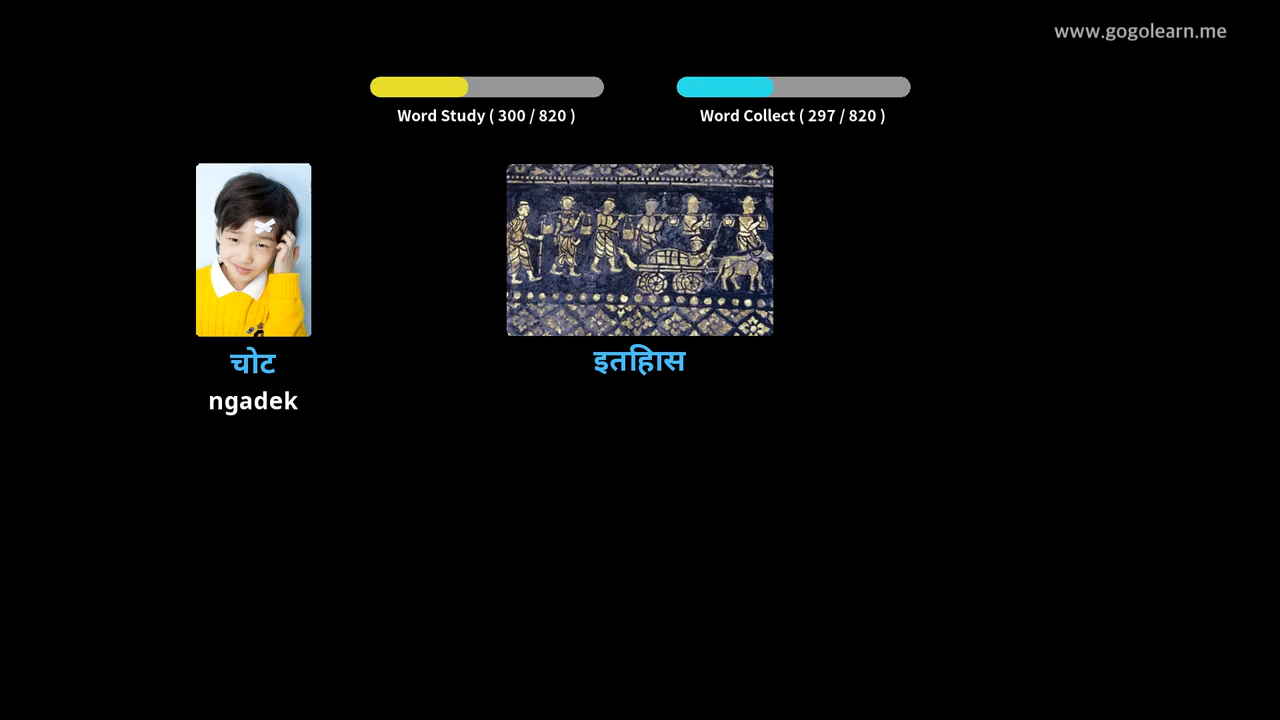 www.gogolearn.me
Word Study ( 300 / 820 )
Word Collect ( 297 / 820 )
चोट
ngadek
इतिहास